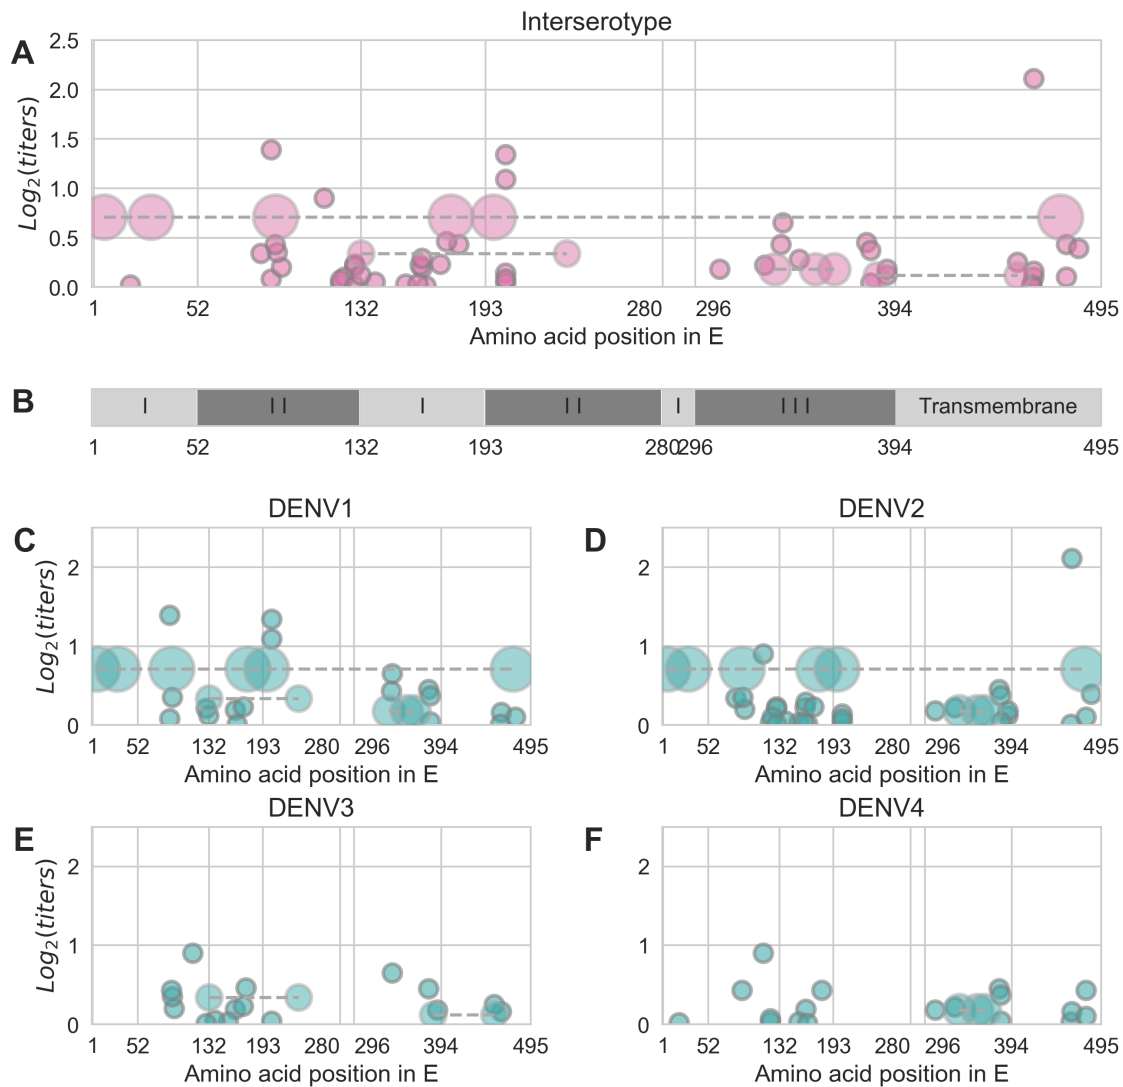 Interserotype
A
2.5
2.0
1.5
1.0
0.5
0.0
Log2(titers)
1 52 132 193 280 296 394 495
Amino acid position in E
B
I II I II I III Transmembrane
1 52 132 193 280 296 394 495
DENV1 DENV2
C D
2 2
1 1
0 0
Log2(titers)
1 52 132 193 280 296 394 495 1 52 132 193 280 296 394 495
Amino acid position in E Amino acid position in E
DENV3 DENV4
E F
2 2
1 1
0 0
Log2(titers)
1 52 132 193 280 296 394 495 1 52 132 193 280 296 394 495
Amino acid position in E Amino acid position in E